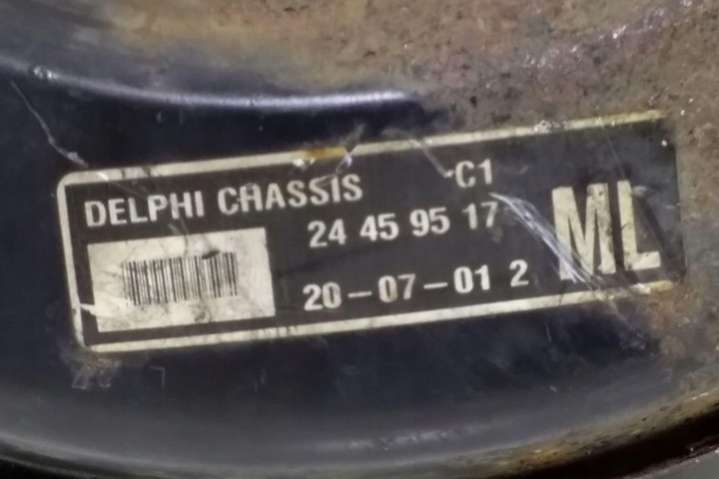 DELPHI CHASSIS C1
24 45 95 17
20-07-01 2
ML